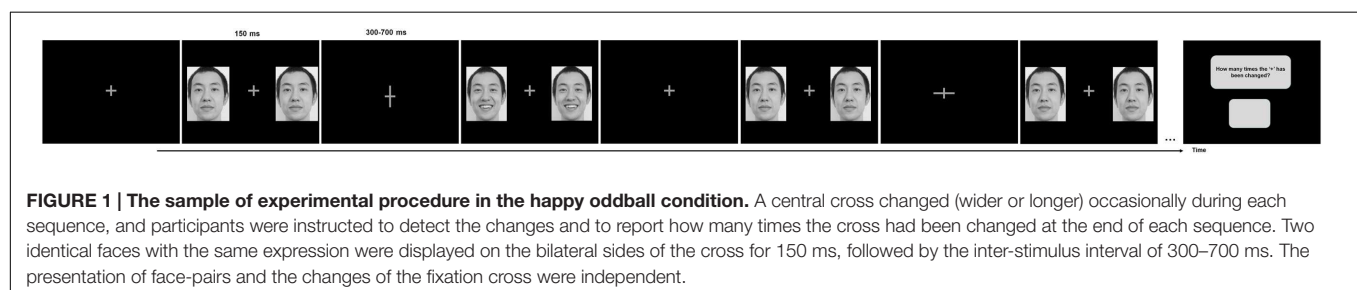 150 ms
300-700 ms
How many times the '+' has
been changed?
...
Time
FIGURE 1 | The sample of experimental procedure in the happy oddball condition. A central cross changed (wider or longer) occasionally during each
sequence, and participants were instructed to detect the changes and to report how many times the cross had been changed at the end of each sequence. Two
identical faces with the same expression were displayed on the bilateral sides of the cross for 150 ms, followed by the inter-stimulus interval of 300–700 ms. The
presentation of face-pairs and the changes of the fixation cross were independent.